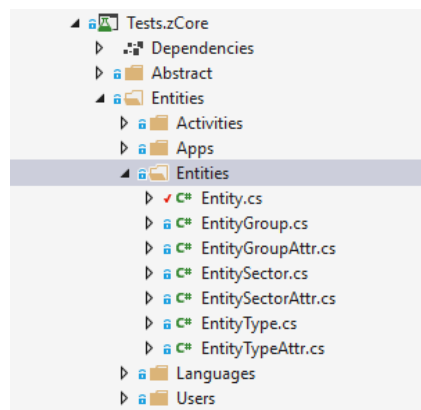 Tests.zCore
Dependencies
Abstract
Entities
Activities
Apps
Entities
C# Entity.cs
C# EntityGroup.cs
C# EntityGroupAttr.cs
C# EntitySector.cs
C# EntitySectorAttr.cs
C# EntityType.cs
C# EntityTypeAttr.cs
Languages
Users